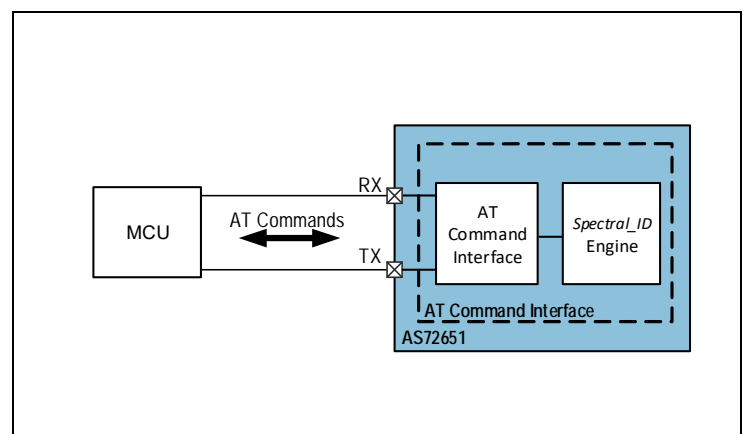 RX
MCU
AT Commands
TX
AT
Command
Interface
Spectral_ID
Engine
AT Command Interface
AS72651